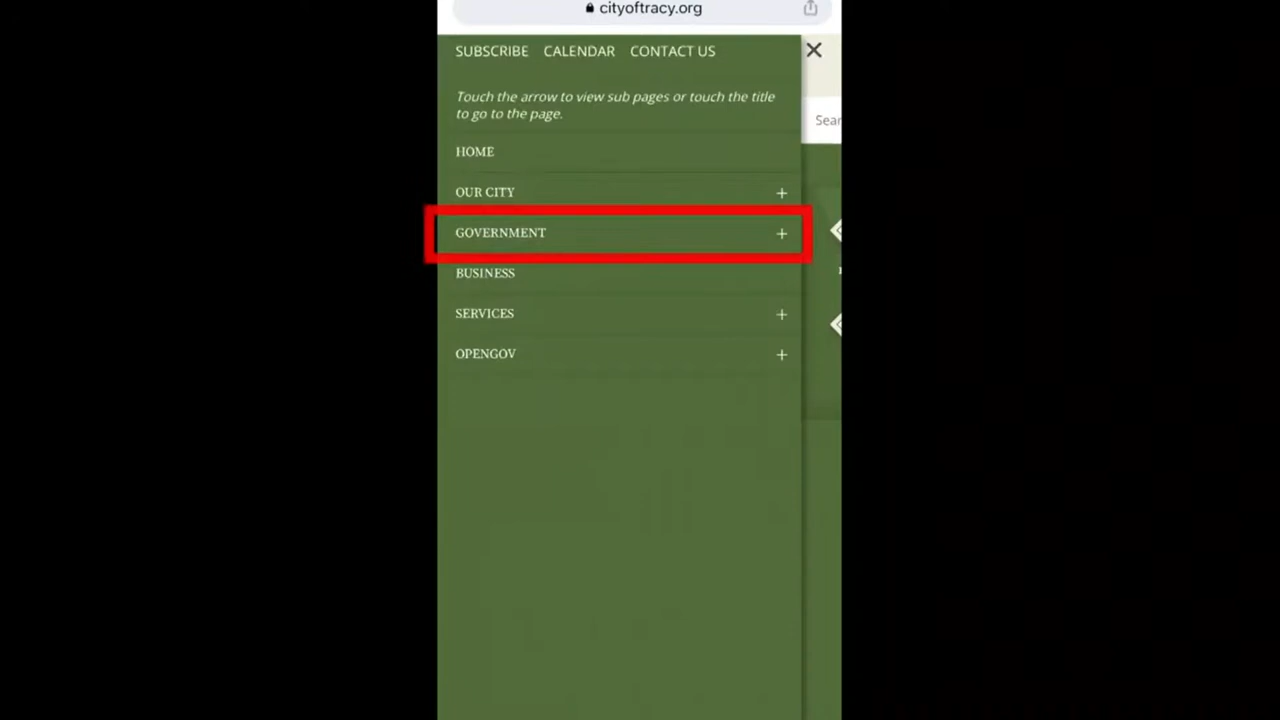 cityoftracy.org
SUBSCRIBE CALENDAR CONTACT US
Touch the arrow to view sub pages or touch the title
to go to the page.
HOME
OUR CITY +
GOVERNMENT +
BUSINESS
SERVICES +
OPENGOV +